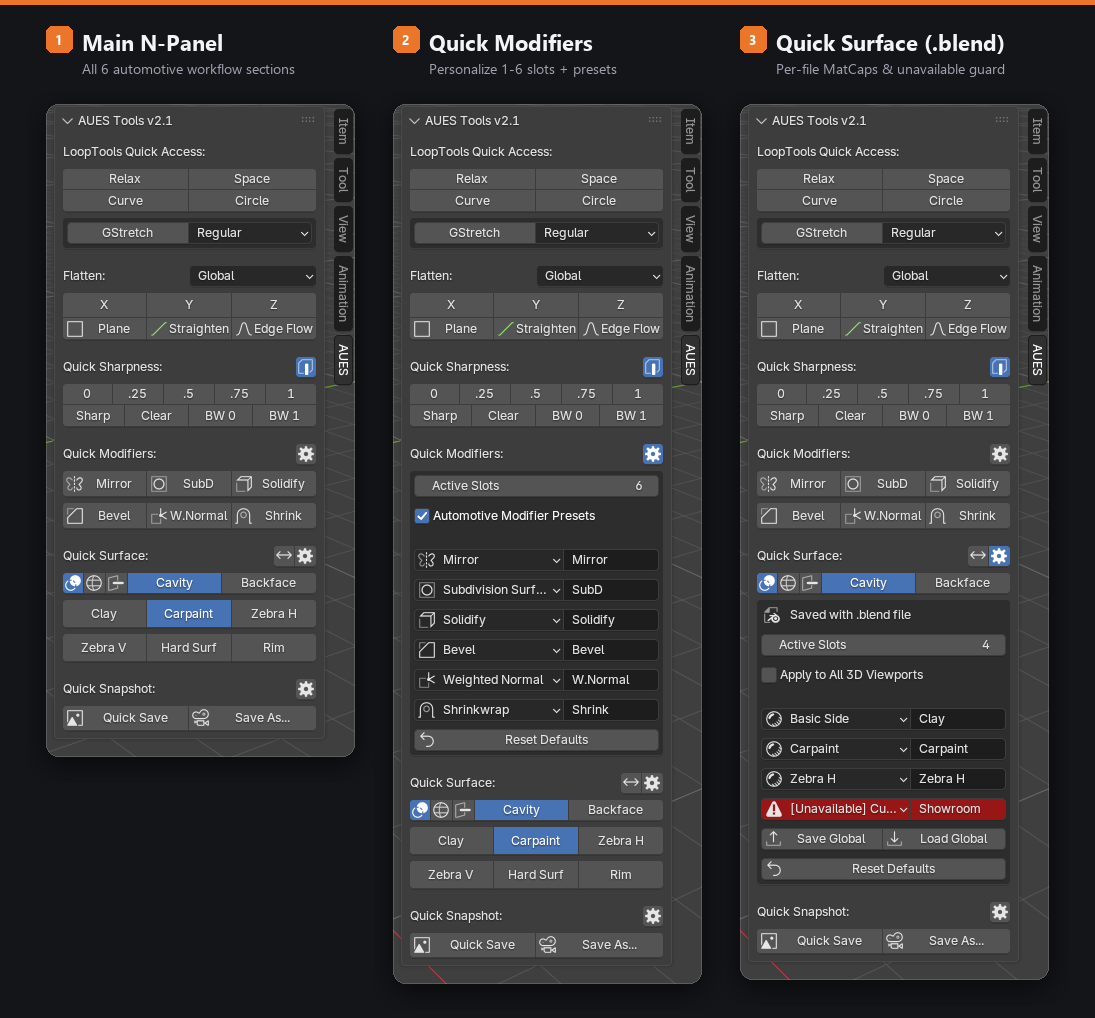 1 Main N-Panel
All 6 automotive workflow sections
AUES Tools v2.1
LoopTools Quick Access:
Relax Space
Curve Circle
GStretch Regular
Flatten: Global
X Y Z
Plane Straighten Edge Flow
Quick Sharpness:
0 .25 .5 .75 1
Sharp Clear BW 0 BW 1
Quick Modifiers:
Mirror SubD Solidify
Bevel W.Normal Shrink
Quick Surface:
Cavity Backface
Clay Carpaint Zebra H
Zebra V Hard Surf Rim
Quick Snapshot:
Quick Save Save As...
Item
Tool
View
Animation
AUES
2 Quick Modifiers
Personalize 1-6 slots + presets
AUES Tools v2.1
LoopTools Quick Access:
Relax Space
Curve Circle
GStretch Regular
Flatten: Global
X Y Z
Plane Straighten Edge Flow
Quick Sharpness:
0 .25 .5 .75 1
Sharp Clear BW 0 BW 1
Quick Modifiers:
Active Slots 6
Automotive Modifier Presets
Mirror Mirror
Subdivision Surf... SubD
Solidify Solidify
Bevel Bevel
Weighted Normal W.Normal
Shrinkwrap Shrink
Reset Defaults
Quick Surface:
Cavity Backface
Clay Carpaint Zebra H
Zebra V Hard Surf Rim
Quick Snapshot:
Quick Save Save As...
Item
Tool
View
Animation
AUES
3 Quick Surface (.blend)
Per-file MatCaps & unavailable guard
AUES Tools v2.1
LoopTools Quick Access:
Relax Space
Curve Circle
GStretch Regular
Flatten: Global
X Y Z
Plane Straighten Edge Flow
Quick Sharpness:
0 .25 .5 .75 1
Sharp Clear BW 0 BW 1
Quick Modifiers:
Mirror SubD Solidify
Bevel W.Normal Shrink
Quick Surface:
Cavity Backface
Saved with .blend file
Active Slots 4
Apply to All 3D Viewports
Basic Side Clay
Carpaint Carpaint
Zebra H Zebra H
[Unavailable] Cu... Showroom
Save Global Load Global
Reset Defaults
Quick Snapshot:
Quick Save Save As...
Item
Tool
View
Animation
AUES